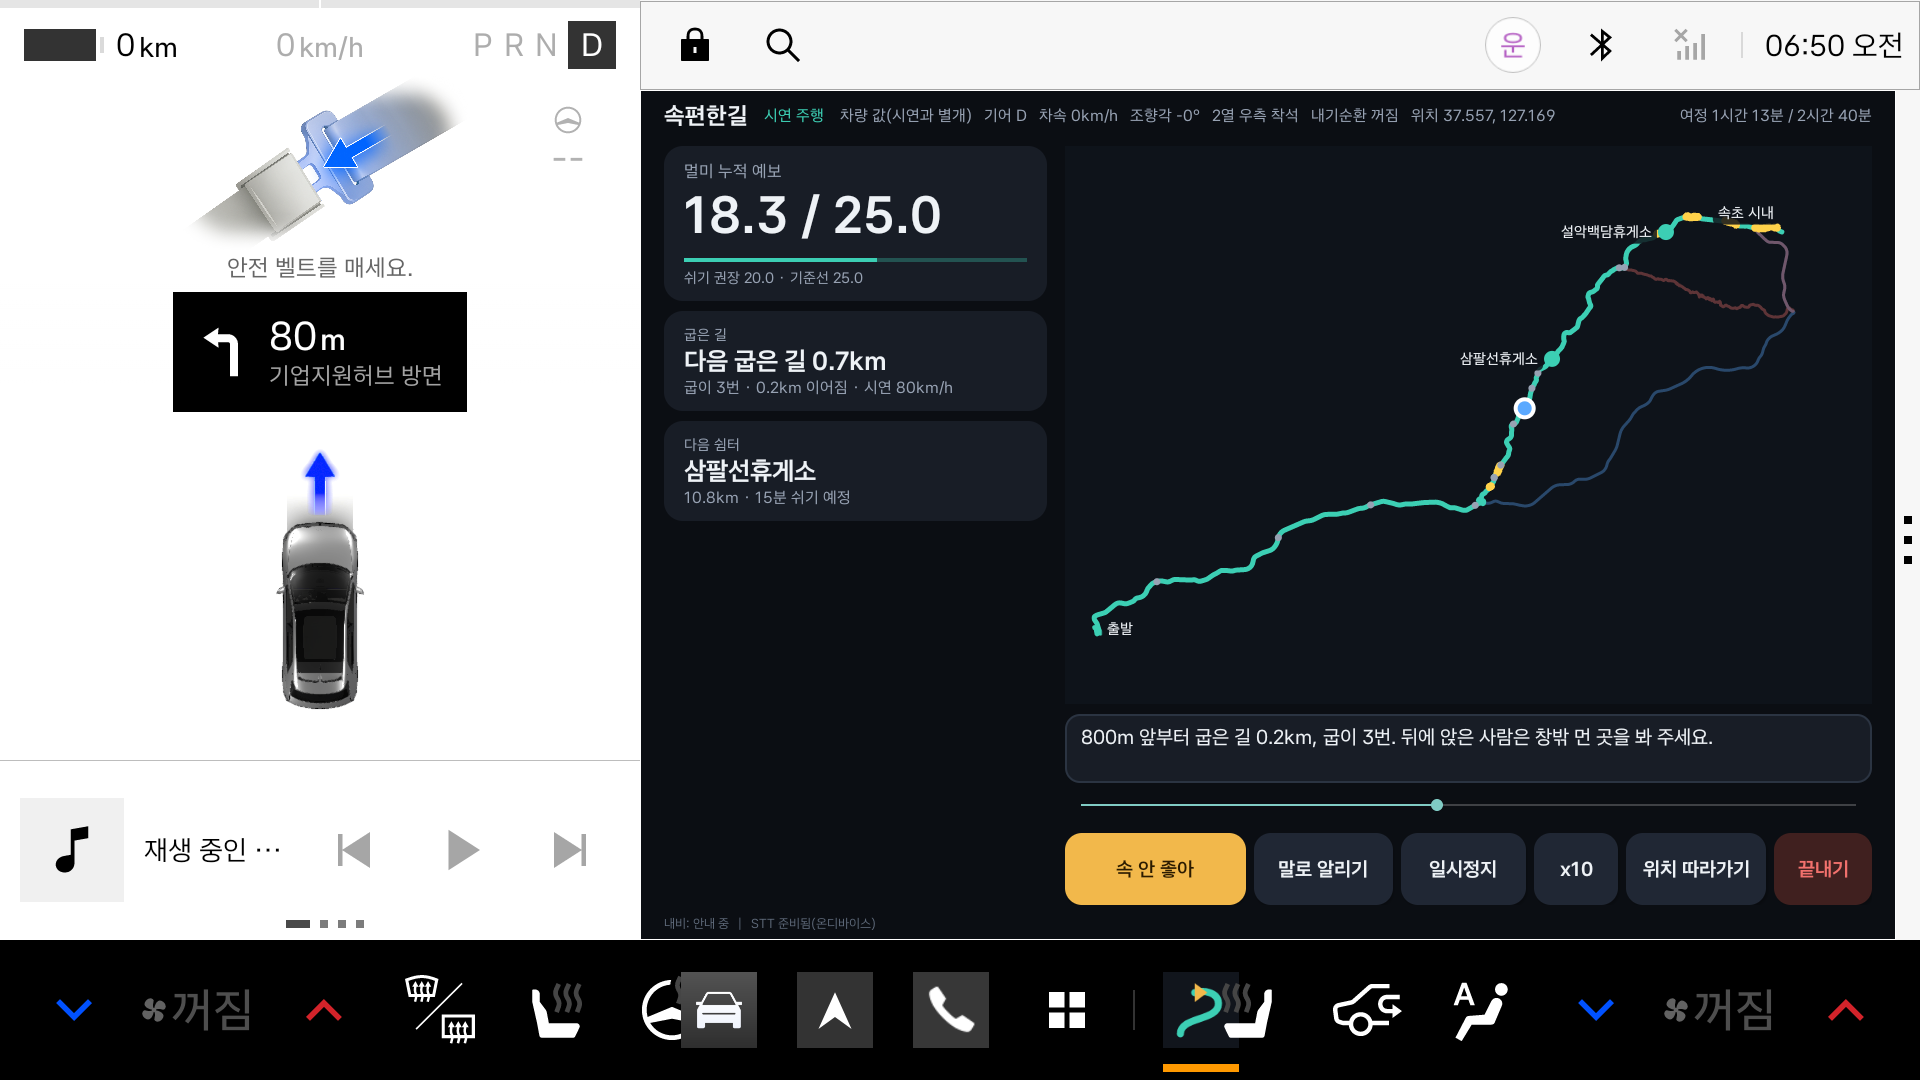 0 km
0 km/h
P R N D
안전 벨트를 매세요.
80 m
기업지원허브 방면
재생 중인 ···
운
06:50 오전
속편한길 시연 주행 차량 값(시연과 별개) 기어 D 차속 0km/h 조향각 -0° 2열 우측 착석 내기순환 꺼짐 위치 37.557, 127.169 여정 1시간 13분 / 2시간 40분
멀미 누적 예보
18.3 / 25.0
쉬기 권장 20.0 · 기준선 25.0
굽은 길
다음 굽은 길 0.7km
굽이 3번 · 0.2km 이어짐 · 시연 80km/h
다음 쉼터
삼팔선휴게소
10.8km · 15분 쉬기 예정
속초 시내
설악백담휴게소
삼팔선휴게소
출발
800m 앞부터 굽은 길 0.2km, 굽이 3번. 뒤에 앉은 사람은 창밖 먼 곳을 봐 주세요.
속 안 좋아 말로 알리기 일시정지 x10 위치 따라가기 끝내기
내비: 안내 중 | STT 준비됨(온디바이스)
꺼짐 A 꺼짐